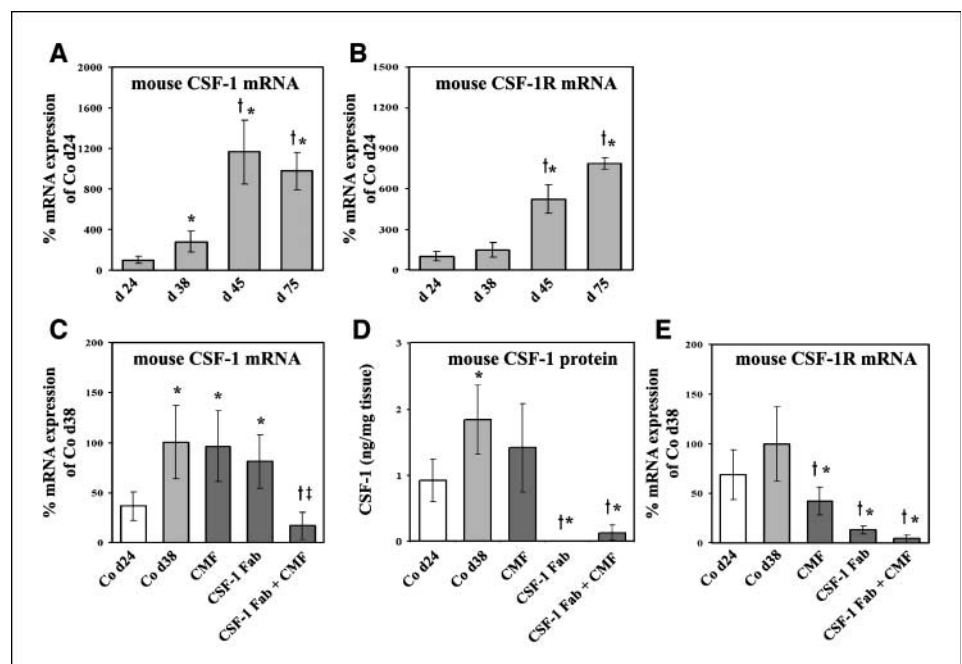 A
mouse CSF-1 mRNA
% mRNA expression
of Co d24
2000
1600
1200
800
400
0
*
†*
†*
d 24
d 38
d 45
d 75
B
mouse CSF-1R mRNA
% mRNA expression
of Co d24
1500
1200
900
600
300
0
†*
†*
d 24
d 38
d 45
d 75
C
mouse CSF-1 mRNA
% mRNA expression
of Co d38
200
150
100
50
0
*
*
*
†‡
Co d24
Co d38
CMF
CSF-1 Fab
CSF-1 Fab + CMF
D
mouse CSF-1 protein
CSF-1 (ng/mg tissue)
3
2
1
0
*
†*
†*
Co d24
Co d38
CMF
CSF-1 Fab
CSF-1 Fab + CMF
E
mouse CSF-1R mRNA
% mRNA expression
of Co d38
200
150
100
50
0
†*
†*
†*
Co d24
Co d38
CMF
CSF-1 Fab
CSF-1 Fab + CMF